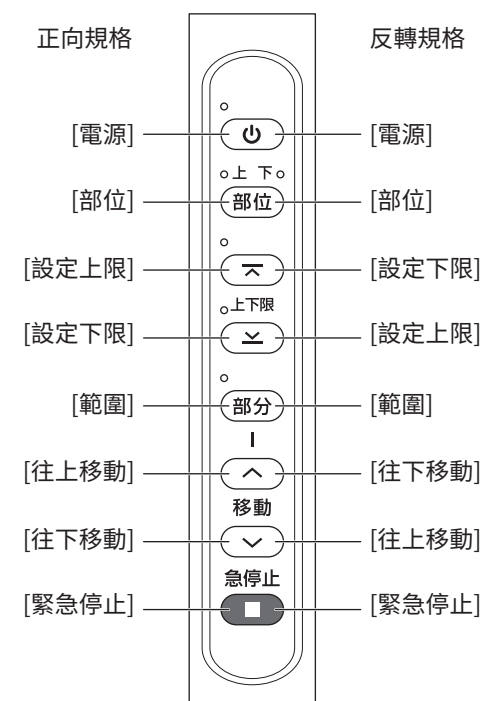 正向規格 反轉規格
[電源] [電源]
上 下
[部位] 部位 [部位]
[設定上限] [設定下限]
上下限
[設定下限] [設定上限]
[範圍] 部分 [範圍]
[往上移動] [往下移動]
移動
[往下移動] [往上移動]
急停止
[緊急停止] [緊急停止]